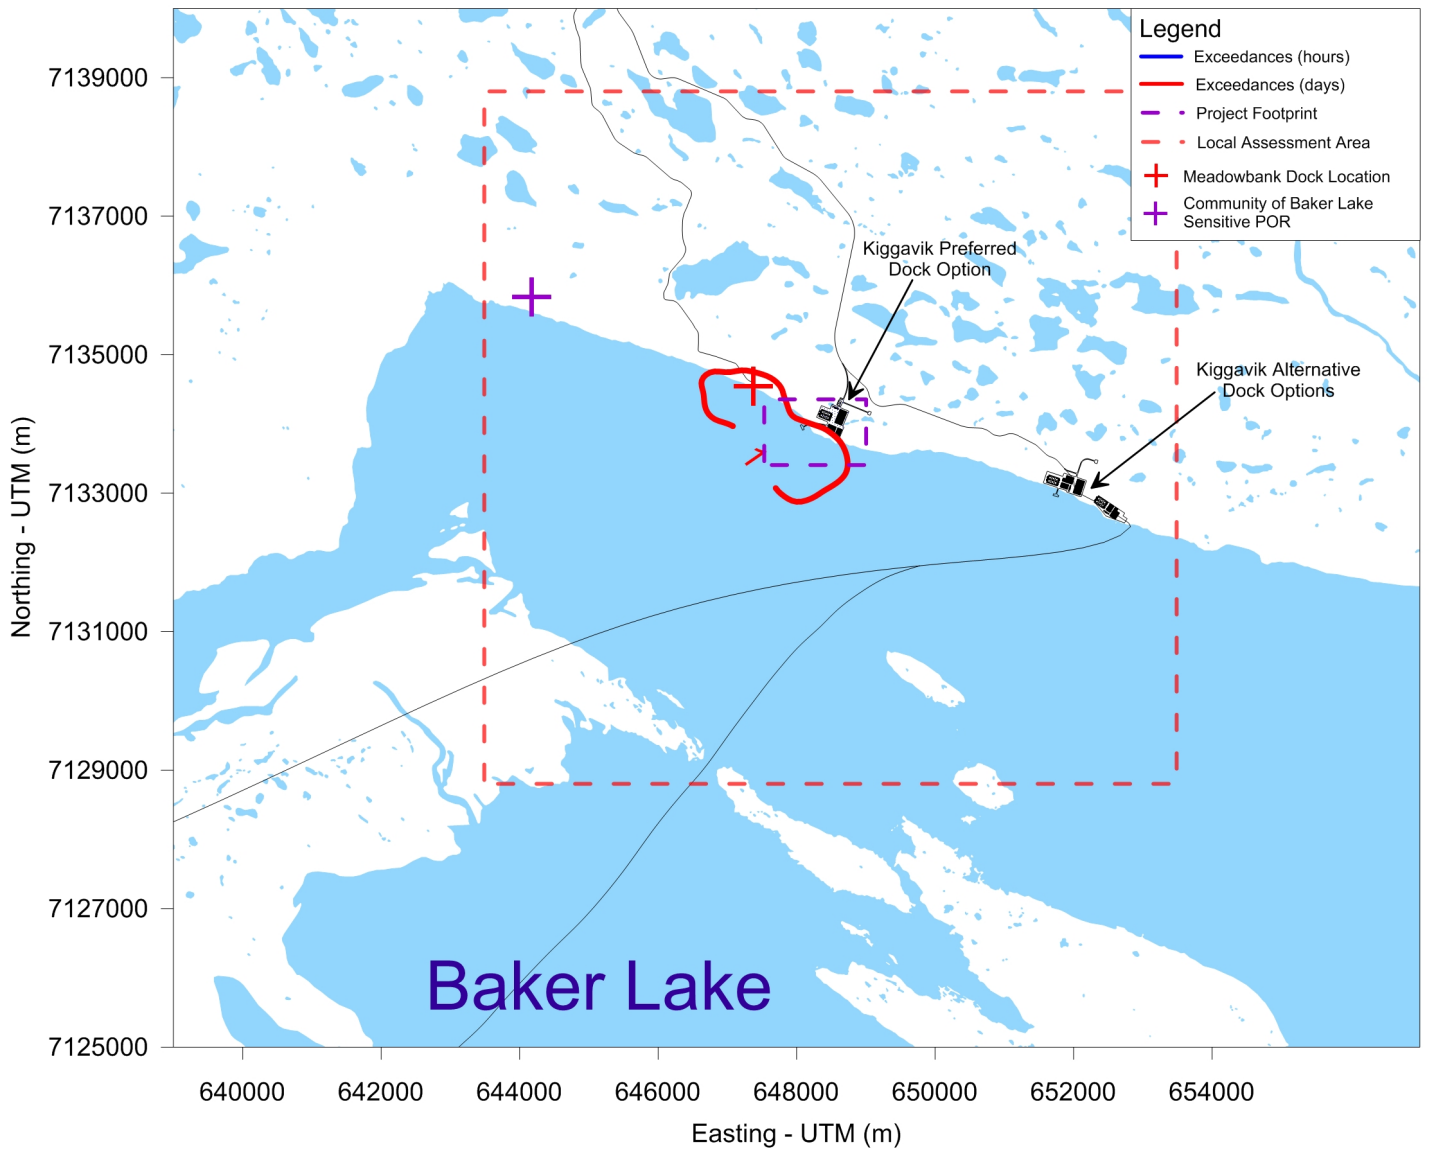 Legend
Exceedances (hours)
Exceedances (days)
Project Footprint
Local Assessment Area
Meadowbank Dock Location
Community of Baker Lake
Sensitive POR
7139000
7137000
7135000
7133000
7131000
7129000
7127000
7125000
Northing - UTM (m)
Kiggavik Preferred
Dock Option
Kiggavik Alternative
Dock Options
Baker Lake
640000
642000
644000
646000
648000
650000
652000
654000
Easting - UTM (m)